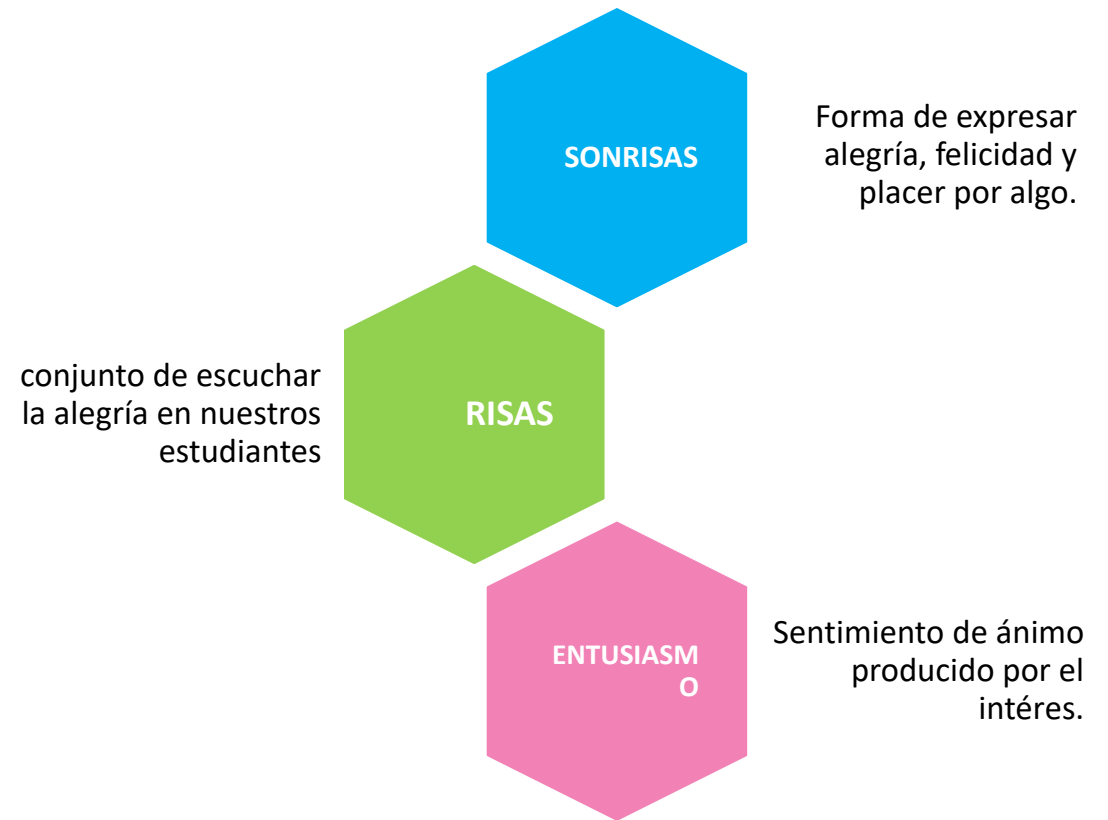 SONRISAS
Forma de expresar
alegría, felicidad y
placer por algo.
conjunto de escuchar
la alegría en nuestros
estudiantes
RISAS
ENTUSIASM
O
Sentimiento de ánimo
producido por el
intéres.